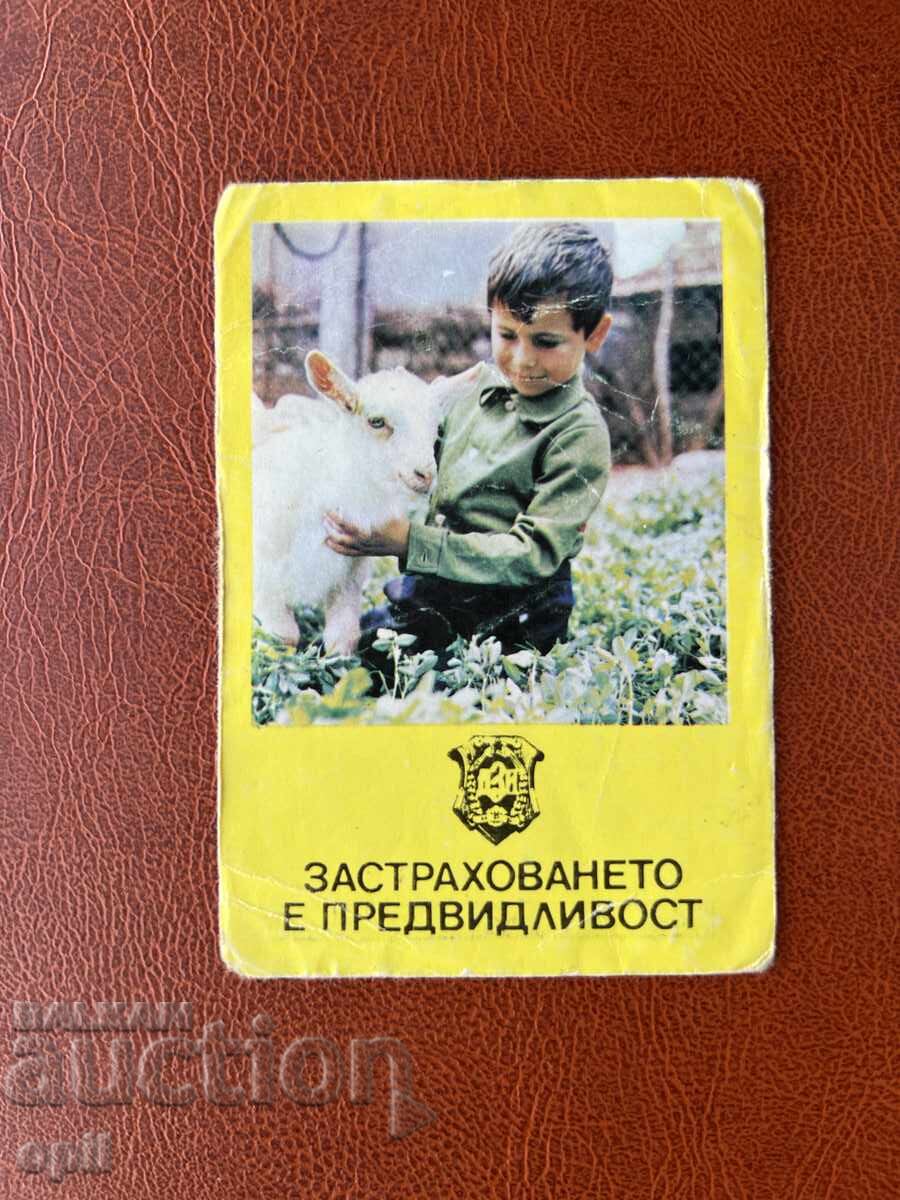 ДЗИ
ЗАСТРАХОВАНЕТО
Е ПРЕДВИДЛИВОСТ
BALKAN
auction
opil